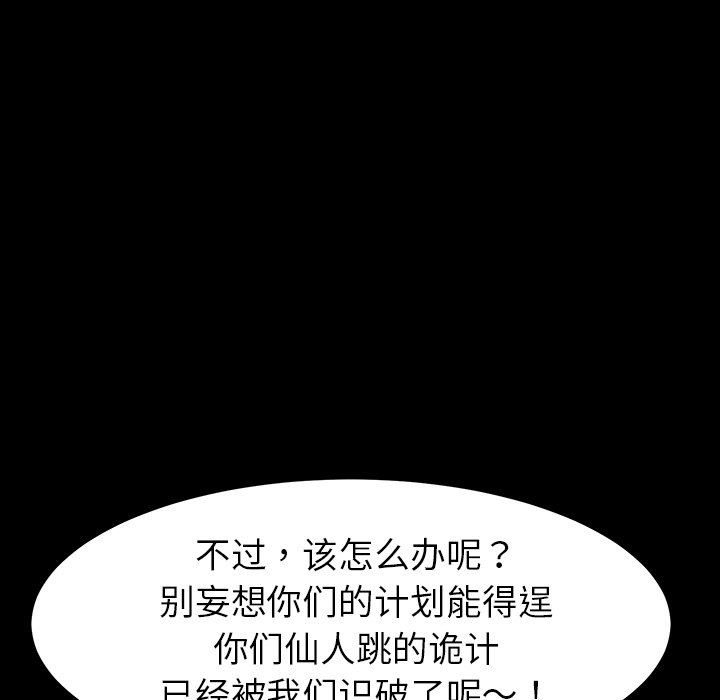 不过，该怎么办呢？
别妄想你们的计划能得逞
你们仙人跳的诡计
已经被我们识破了呢～！